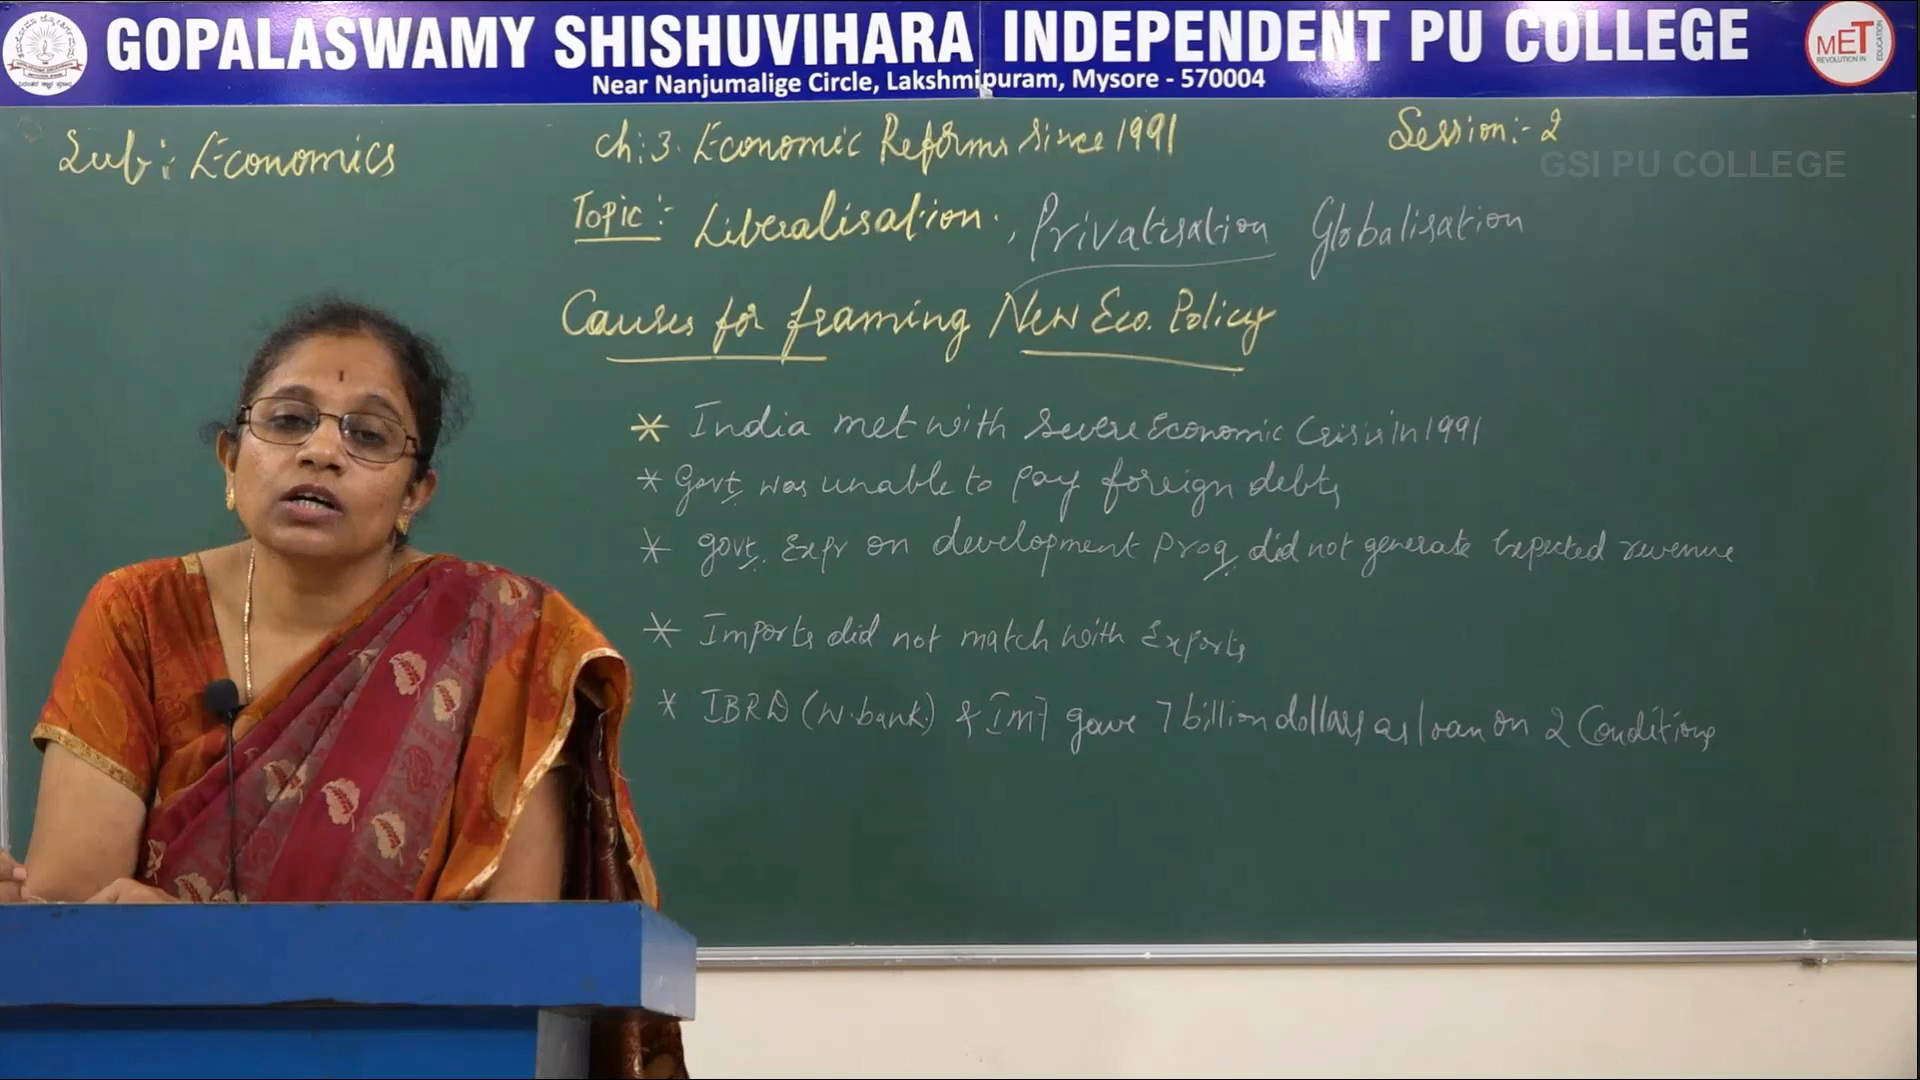 GOPALASWAMY SHISHUVIHARA INDEPENDENT PU COLLEGE
Near Nanjumalige Circle, Lakshmipuram, Mysore - 570004
MET
REVOLUTION IN EDUCATION
Sub:- Economics
Ch:3. Economic Reforms Since 1991
Session:- 2
GSI PU COLLEGE
Topic:- Liberalisation., Privatisation Globalisation
Causes for framing New Eco. Policy
* India met with Severe Economic Crisis in 1991
* Govt. was unable to pay foreign debts
* govt. Expr on development Prog. did not generate Expected revenue
* Imports did not match with Exports
* IBRD (W.bank.) & IMF gave 7 billion dollars as loan on 2 Conditions